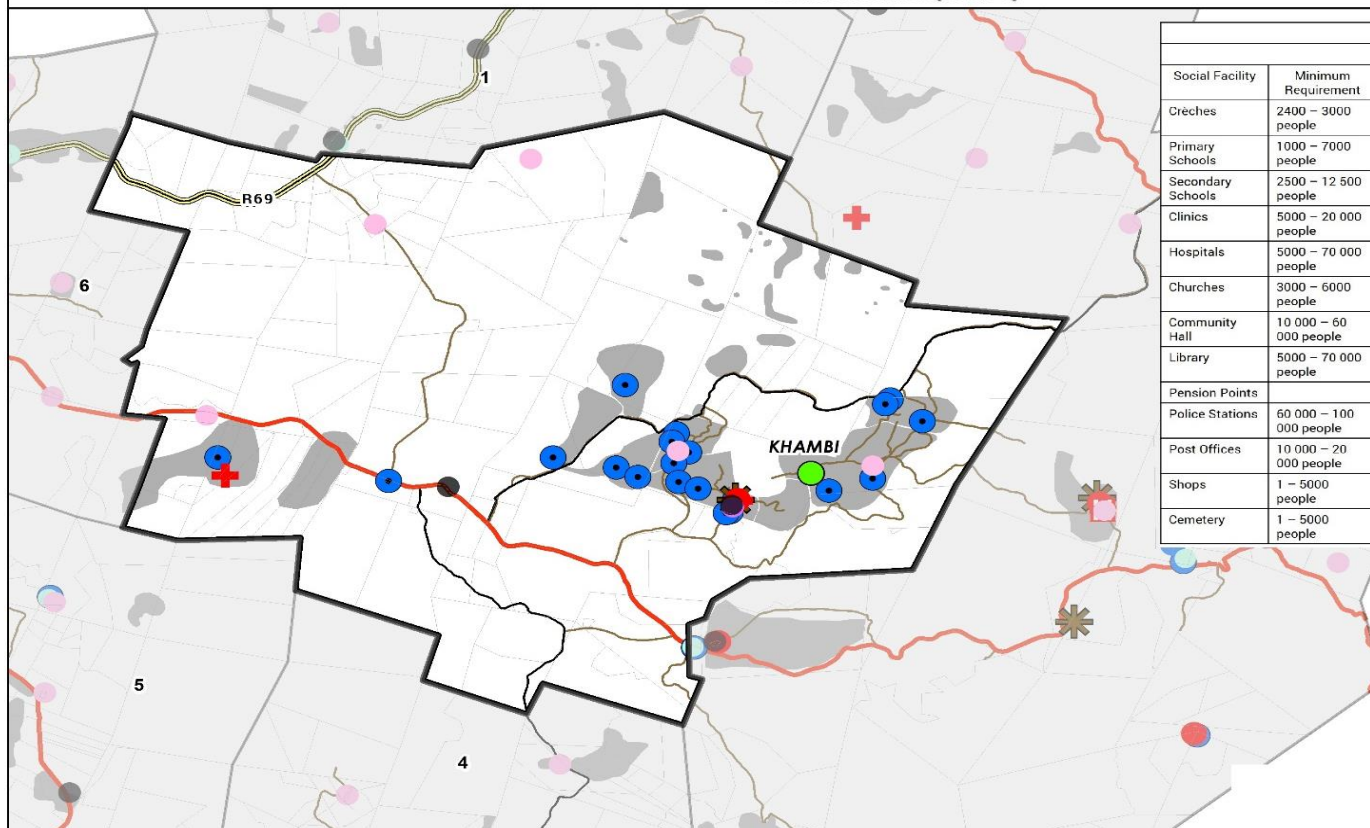 1
R69
6
KHAMBI
5
4
Social Facility
Minimum
Requirement
Crèches
2400 – 3000
people
Primary
Schools
1000 – 7000
people
Secondary
Schools
2500 – 12 500
people
Clinics
5000 – 20 000
people
Hospitals
5000 – 70 000
people
Churches
3000 – 6000
people
Community
Hall
10 000 – 60
000 people
Library
5000 – 70 000
people
Pension Points
Police Stations
60 000 – 100
000 people
Post Offices
10 000 – 20
000 people
Shops
1 – 5000
people
Cemetery
1 – 5000
people